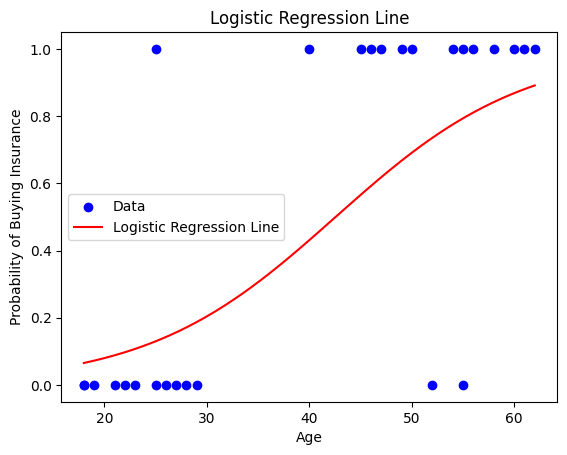 Logistic Regression Line
1.0
0.8
0.6
0.4
0.2
0.0
Probability of Buying Insurance
Data
Logistic Regression Line
20 30 40 50 60
Age